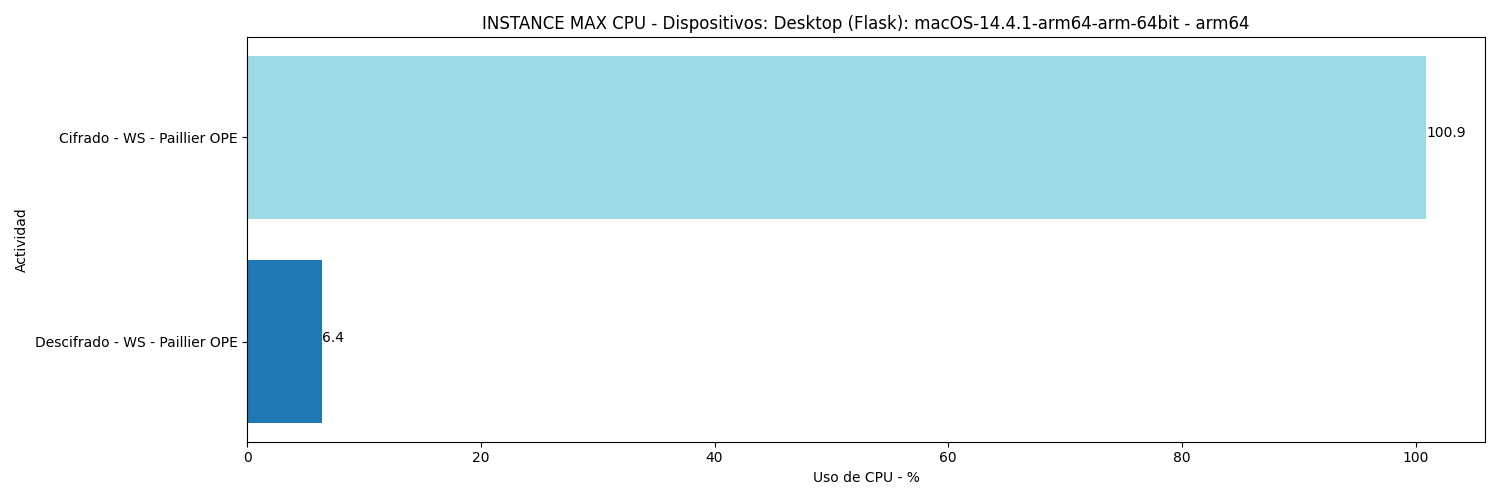 INSTANCE MAX CPU - Dispositivos: Desktop (Flask): macOS-14.4.1-arm64-arm-64bit - arm64
Cifrado - WS - Paillier OPE
100.9
Actividad
Descifrado - WS - Paillier OPE
6.4
0 20 40 60 80 100
Uso de CPU - %